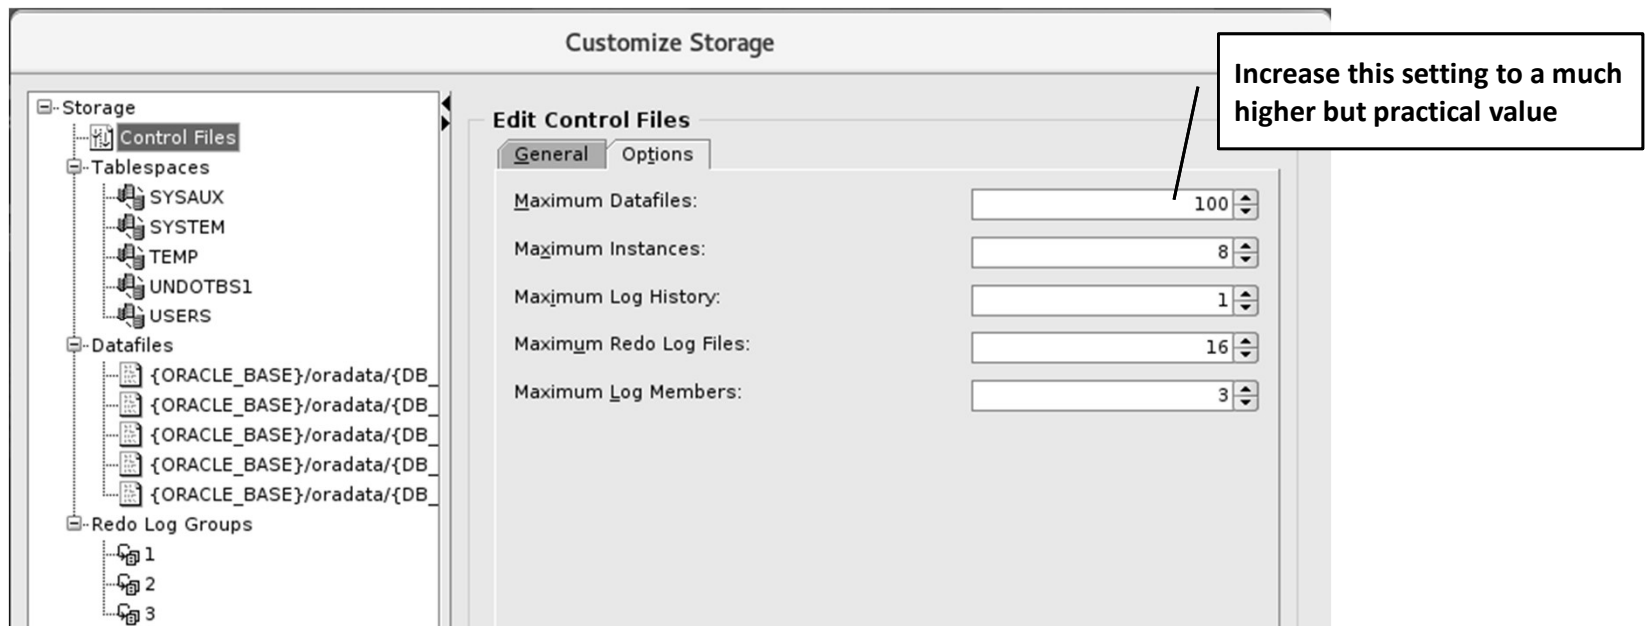 Customize Storage
Increase this setting to a much
higher but practical value
Storage
Control Files
Tablespaces
SYSAUX
SYSTEM
TEMP
UNDOTBS1
USERS
Datafiles
{ORACLE_BASE}/oradata/{DB_
{ORACLE_BASE}/oradata/{DB_
{ORACLE_BASE}/oradata/{DB_
{ORACLE_BASE}/oradata/{DB_
{ORACLE_BASE}/oradata/{DB_
Redo Log Groups
1
2
3
Edit Control Files
General Options
Maximum Datafiles: 100
Maximum Instances: 8
Maximum Log History: 1
Maximum Redo Log Files: 16
Maximum Log Members: 3